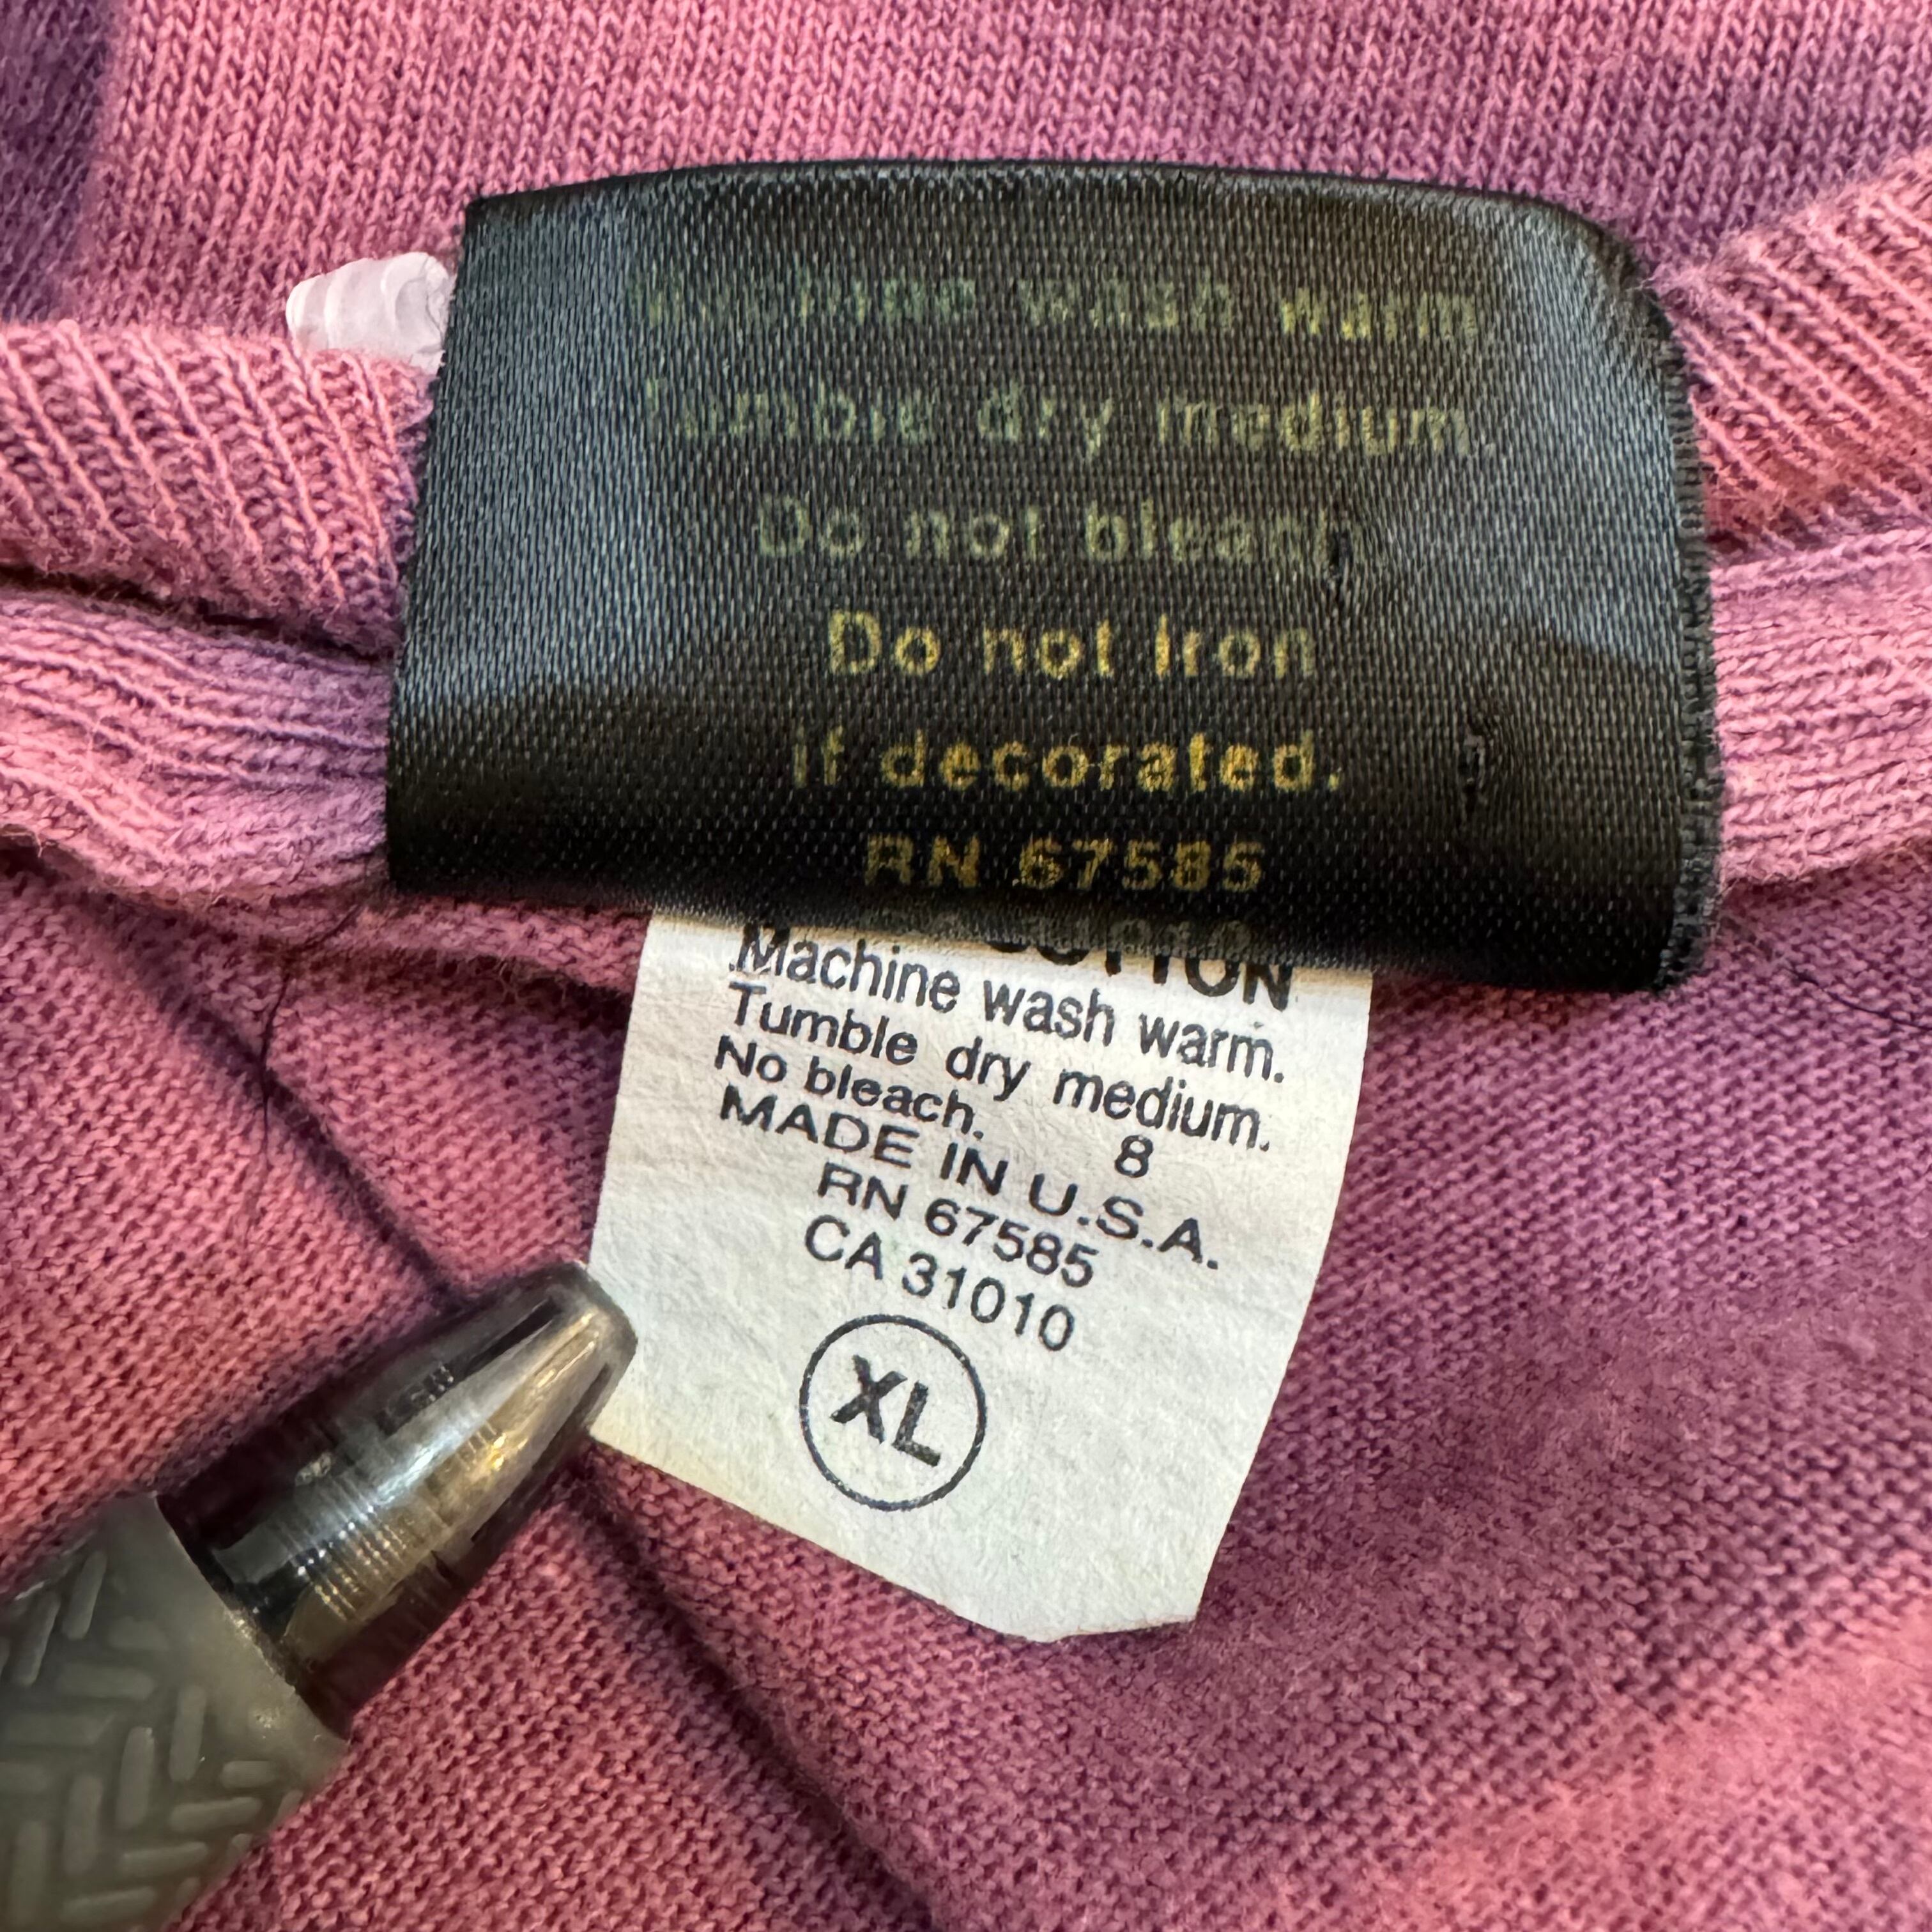 Machine wash warm
Tumble dry medium.
Do not bleach
Do not Iron
if decorated.
RN 67585
COTTON
Machine wash warm.
Tumble dry medium.
No bleach. 8
MADE IN U.S.A.
RN 67585
CA 31010
XL